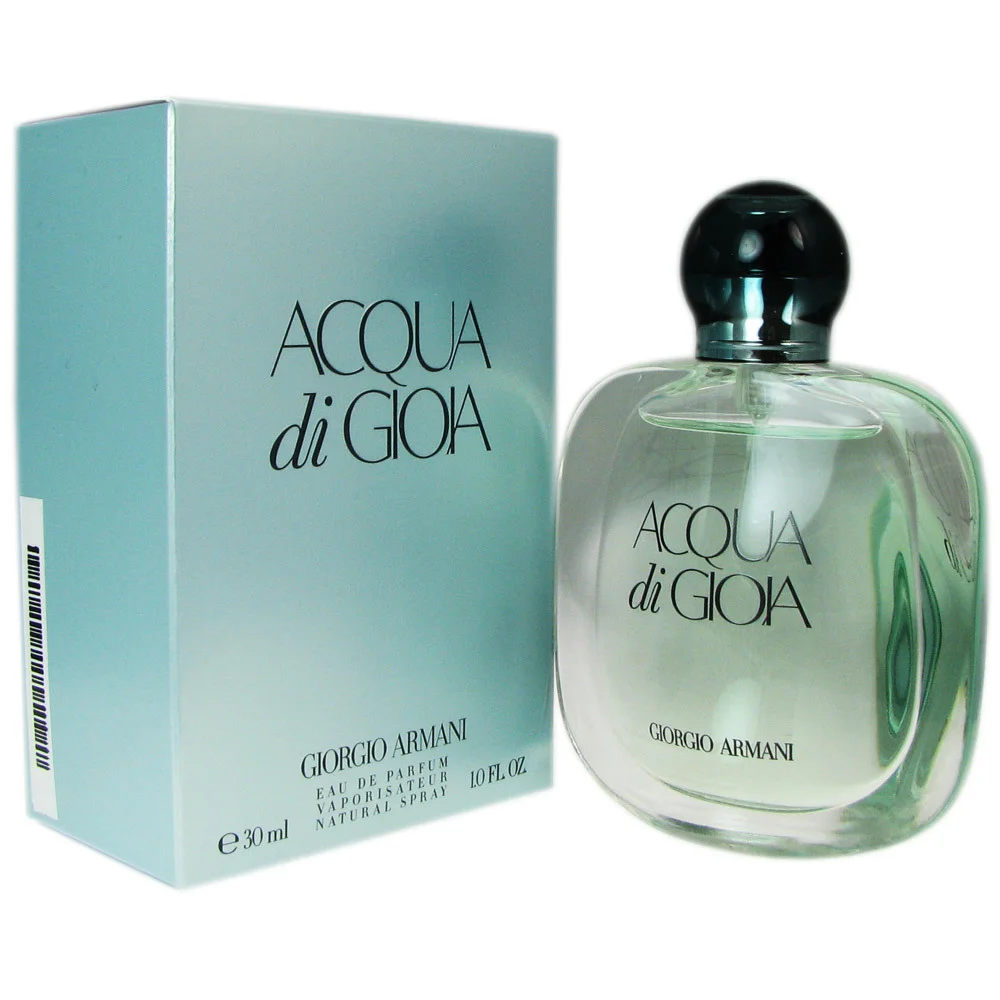 ACQUA
di GIOIA
GIORGIO ARMANI
EAU DE PARFUM
VAPORISATEUR
NATURAL SPRAY
1.0 FL. OZ
e 30 ml
ACQUA
di GIOIA
GIORGIO ARMANI